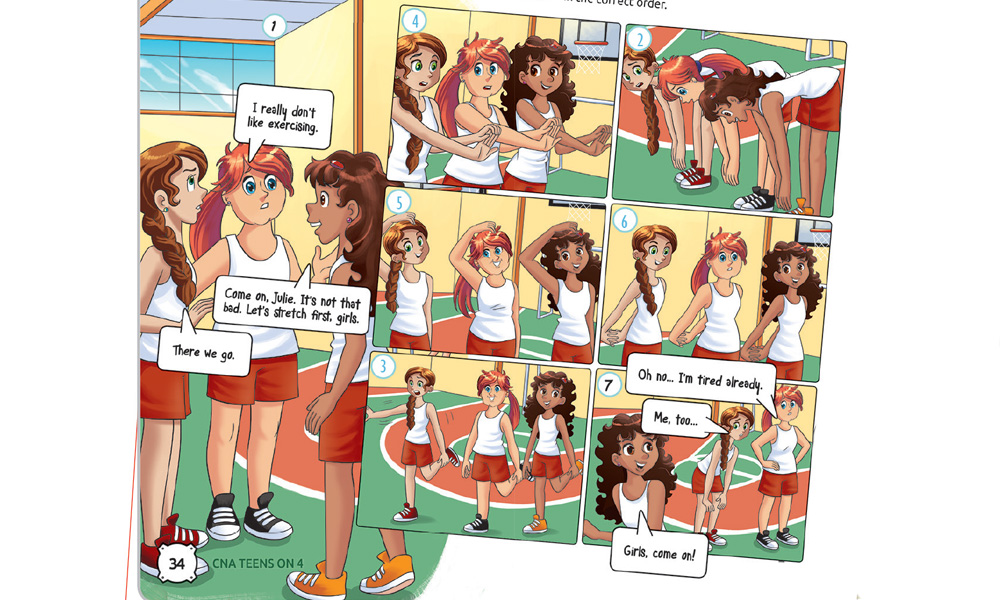 the correct order.
1
I really don't
like exercising.
Come on, Julie. It's not that
bad. Let's stretch first, girls.
There we go.
4
2
5
6
3
7
Oh no... I'm tired already.
Me, too...
Girls, come on!
34
CNA TEENS ON 4